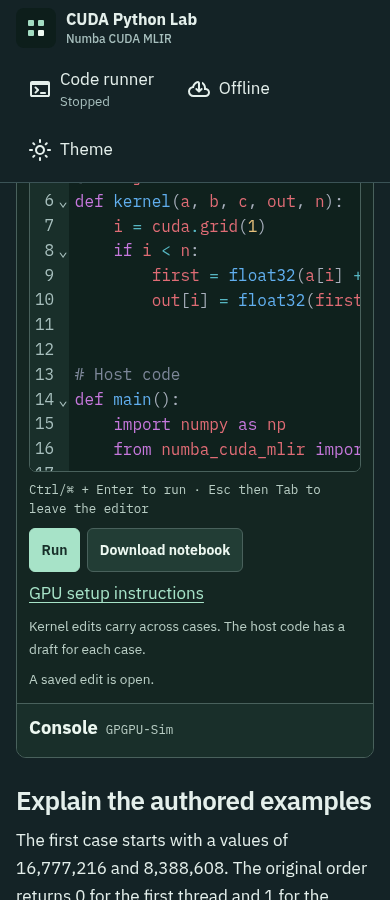 CUDA Python Lab
Numba CUDA MLIR
Code runner
Stopped
Offline
Theme
6 def kernel(a, b, c, out, n):
7 i = cuda.grid(1)
8 if i < n:
9 first = float32(a[i] +
10 out[i] = float32(first
11
12
13 # Host code
14 def main():
15 import numpy as np
16 from numba_cuda_mlir impor
Ctrl/⌘ + Enter to run · Esc then Tab to
leave the editor
Run Download notebook
GPU setup instructions
Kernel edits carry across cases. The host code has a
draft for each case.
A saved edit is open.
Console GPGPU-Sim
Explain the authored examples
The first case starts with a values of
16,777,216 and 8,388,608. The original order
returns 0 for the first thread and 1 for the